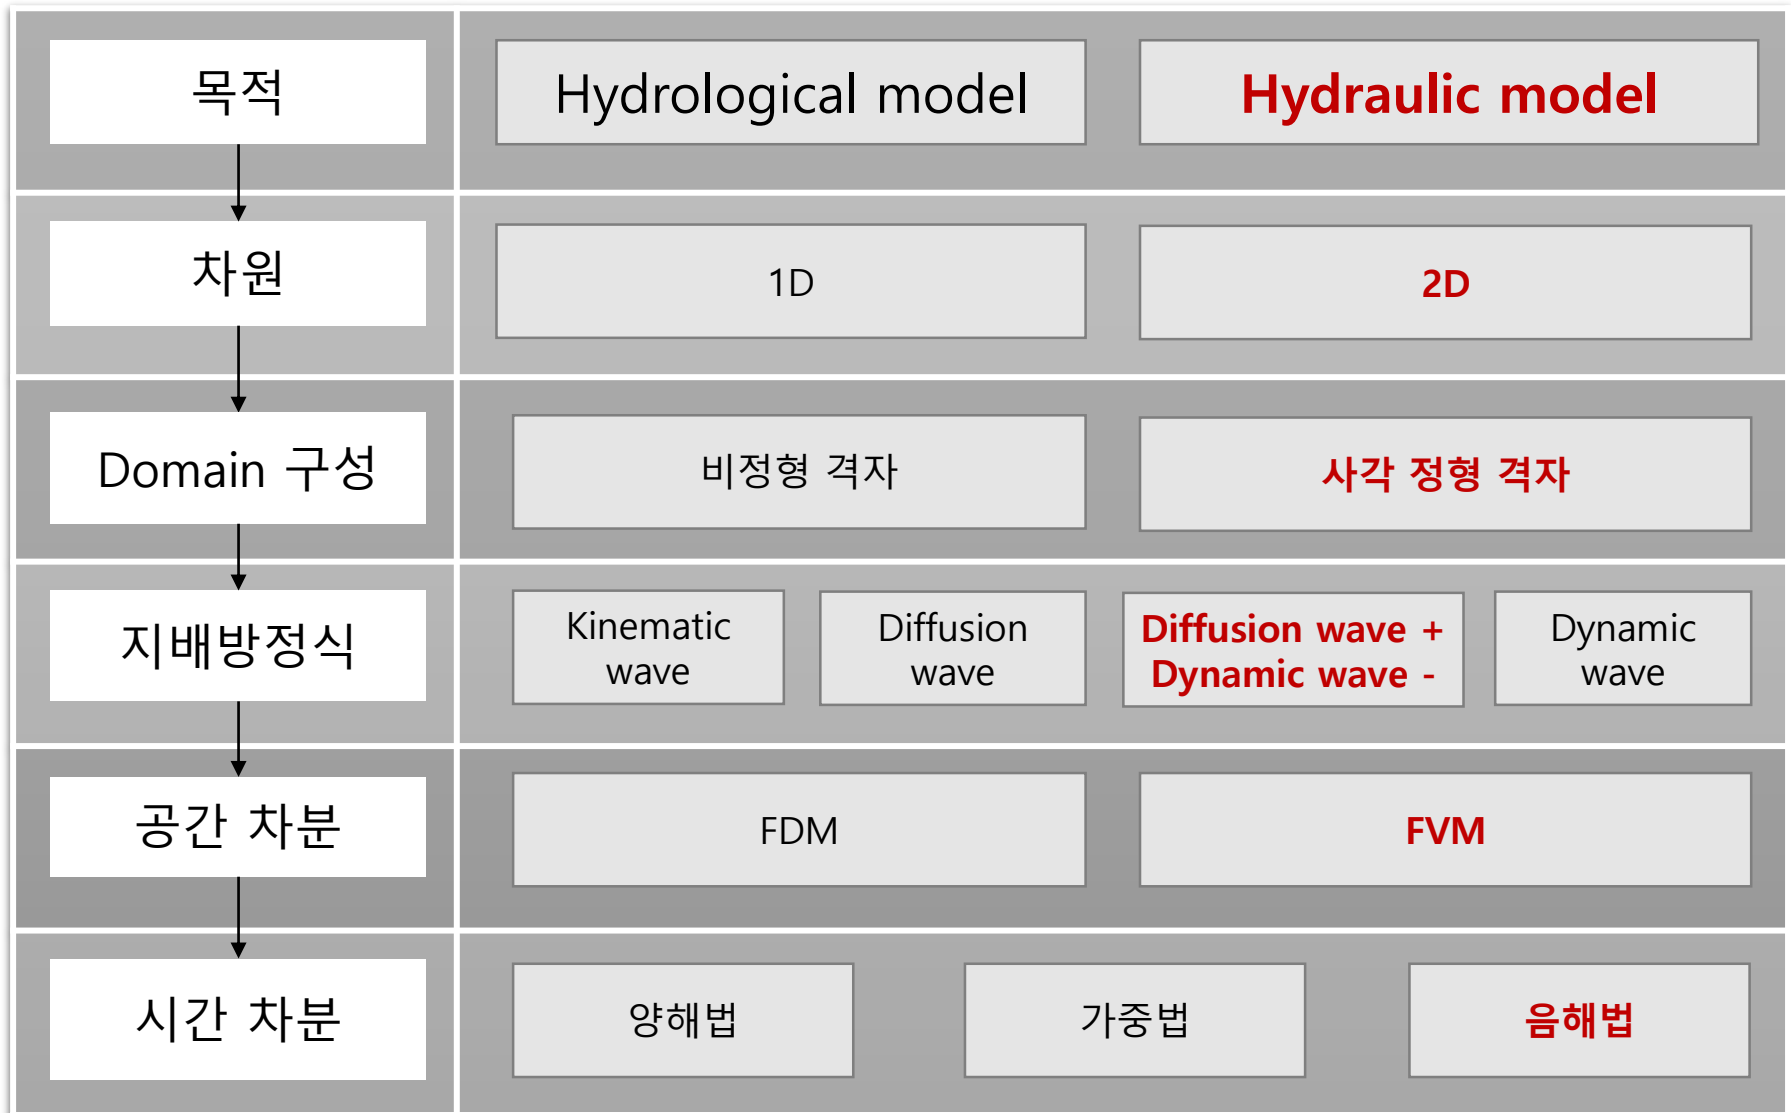 목적
Hydrological model
Hydraulic model
차원
1D
2D
Domain 구성
비정형 격자
사각 정형 격자
지배방정식
Kinematic
wave
Diffusion
wave
Diffusion wave +
Dynamic wave -
Dynamic
wave
공간 차분
FDM
FVM
시간 차분
양해법
가중법
음해법